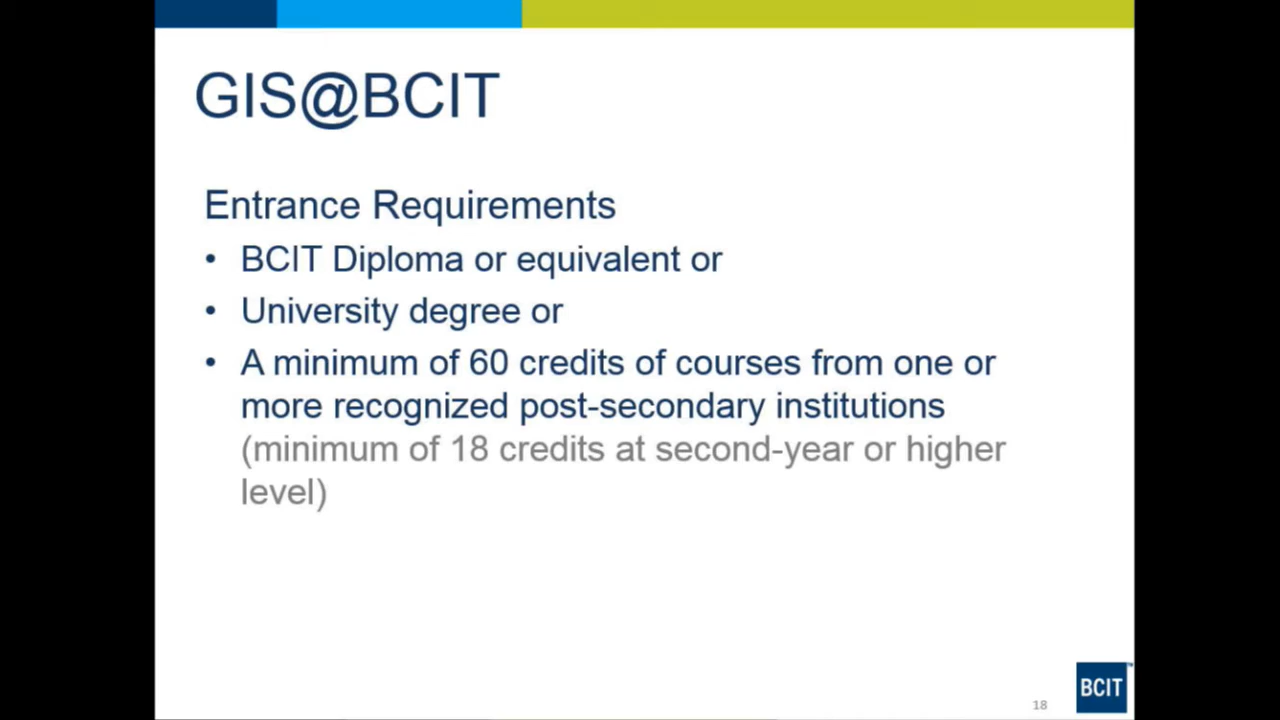 GIS@BCIT
Entrance Requirements
• BCIT Diploma or equivalent or
• University degree or
• A minimum of 60 credits of courses from one or
more recognized post-secondary institutions
(minimum of 18 credits at second-year or higher
level)
18
BCIT